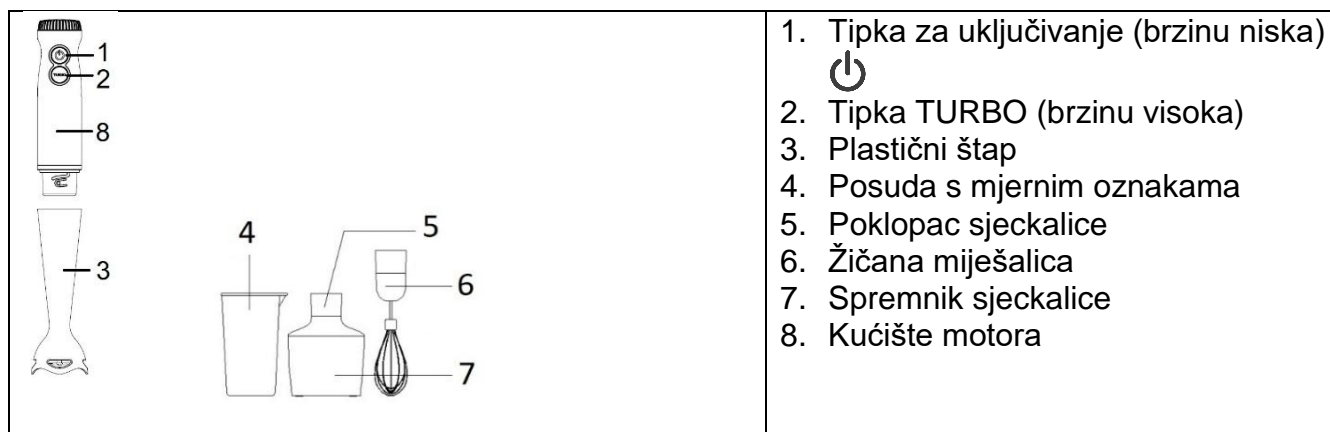 1
2
8
3
4
5
6
7
1. Tipka za uključivanje (brzinu niska)
2. Tipka TURBO (brzinu visoka)
3. Plastični štap
4. Posuda s mjernim oznakama
5. Poklopac sjeckalice
6. Žičana miješalica
7. Spremnik sjeckalice
8. Kućište motora